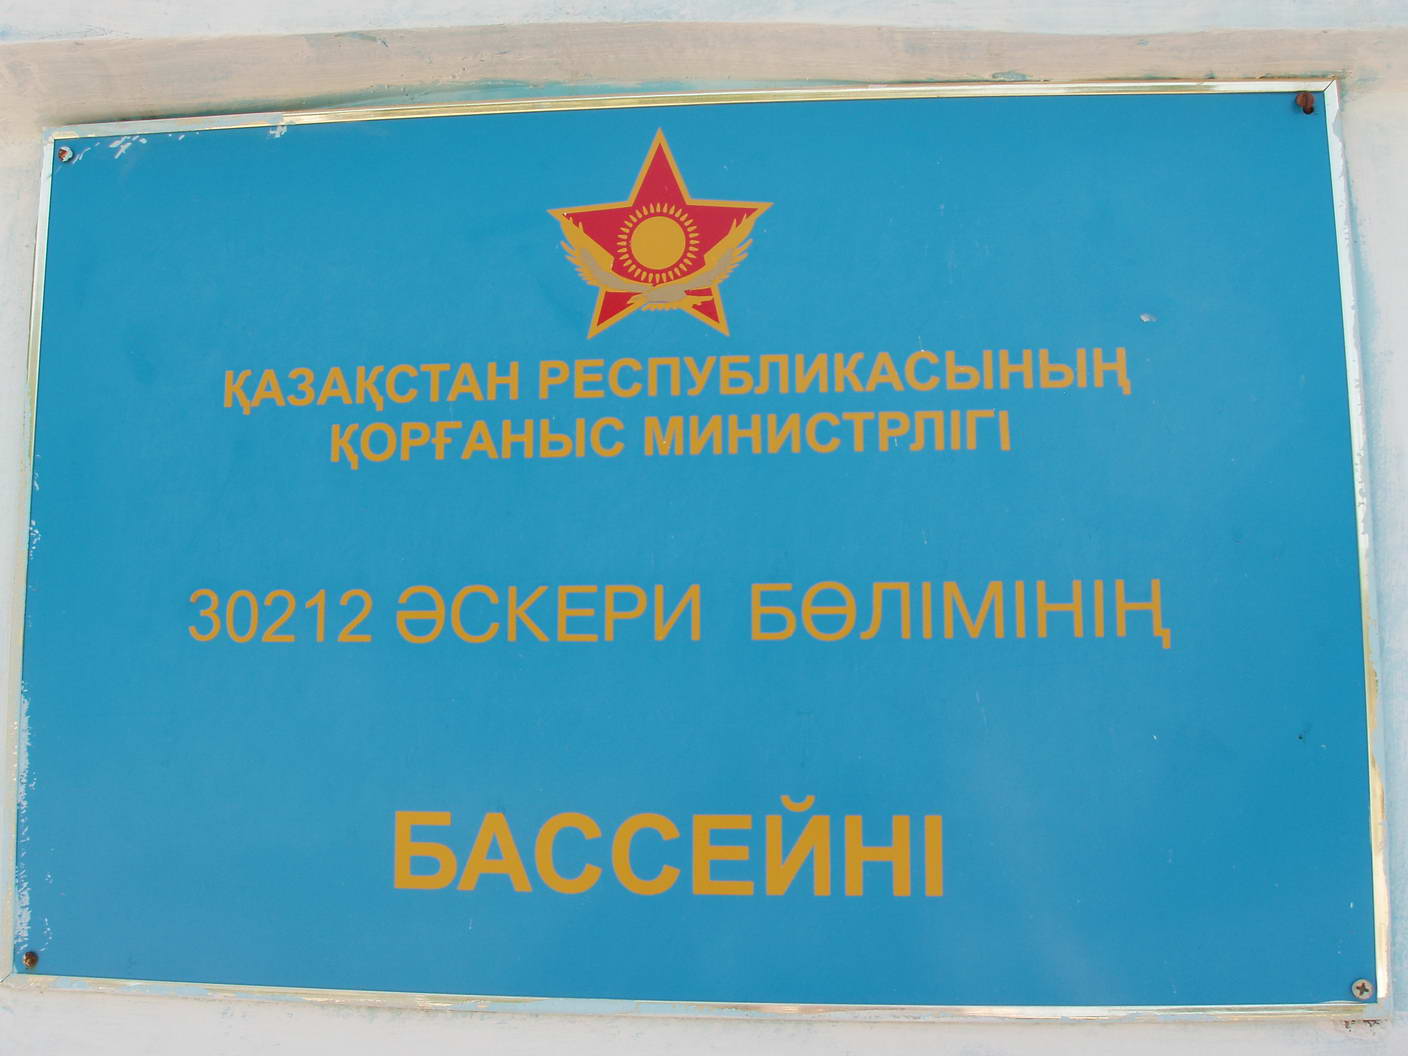 ҚАЗАҚСТАН РЕСПУБЛИКАСЫНЫҢ
ҚОРҒАНЫС МИНИСТРЛІГІ
30212 ӘСКЕРИ БӨЛІМІНІҢ
БАССЕЙНІ